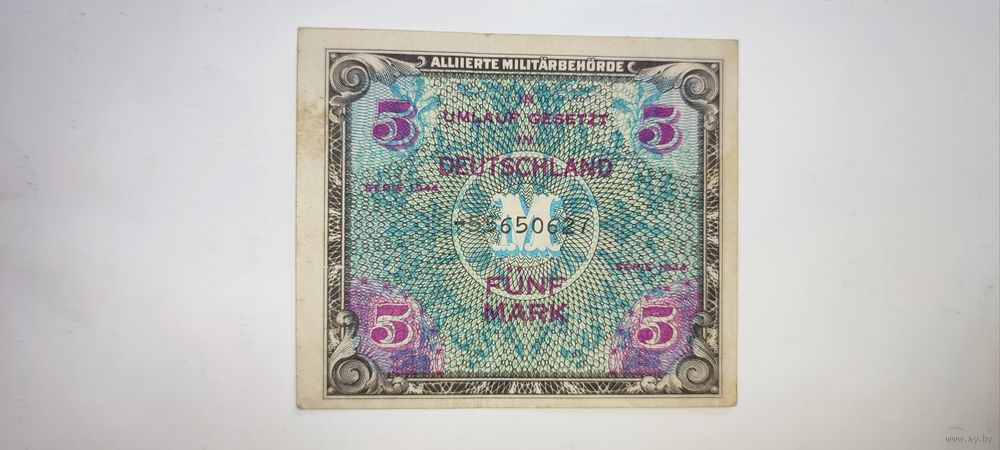 ALLIIERTE MILITÄRBEHÖRDE
5 5
IN
UMLAUF GESETZT
IN
DEUTSCHLAND
SERIE 1944
M
-55650627
SERIE 1944
FÜNF
MARK
5 5
www.ay.by